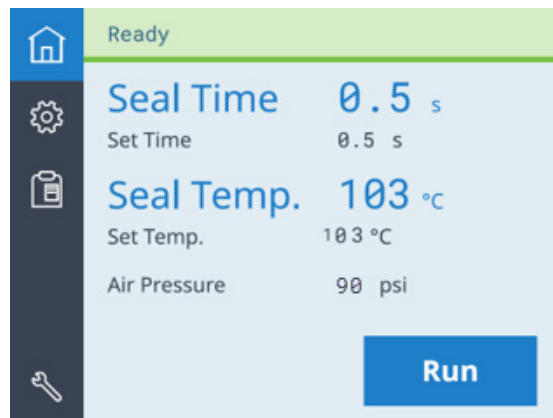 Ready
Seal Time 0.5 s
Set Time 0.5 s
Seal Temp. 103 °C
Set Temp. 103 °C
Air Pressure 90 psi
Run